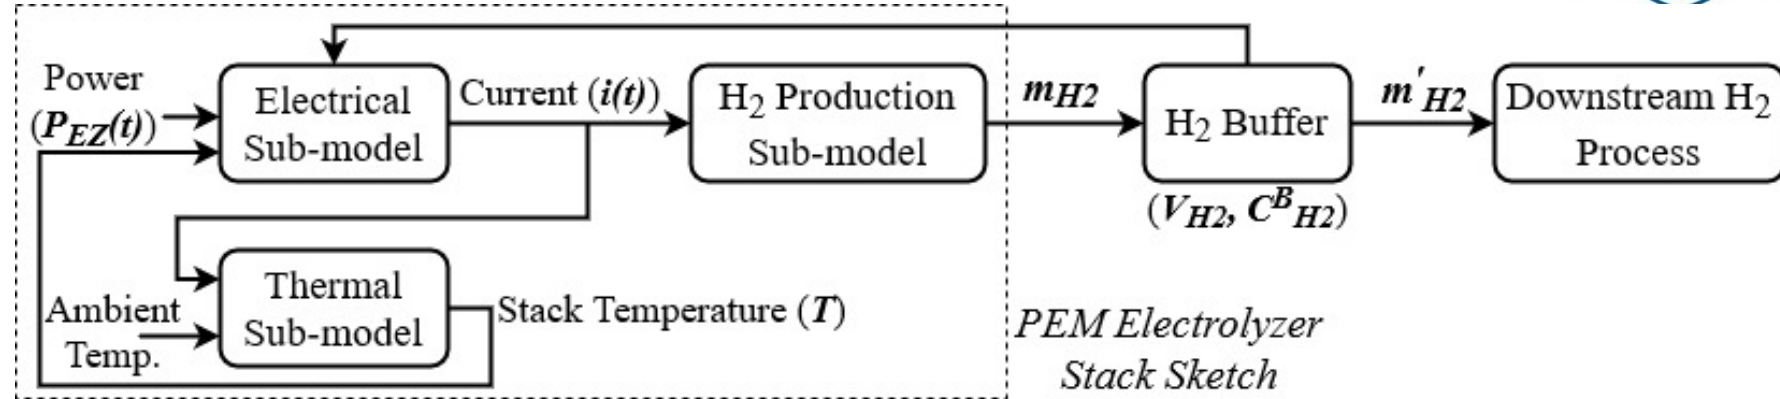 Power
(P_EZ(t))
Electrical
Sub-model
Current (i(t))
H₂ Production
Sub-model
m_H2
H₂ Buffer
(V_H2, C^B_H2)
m'_H2
Downstream H₂
Process
Ambient
Temp.
Thermal
Sub-model
Stack Temperature (T)
PEM Electrolyzer
Stack Sketch